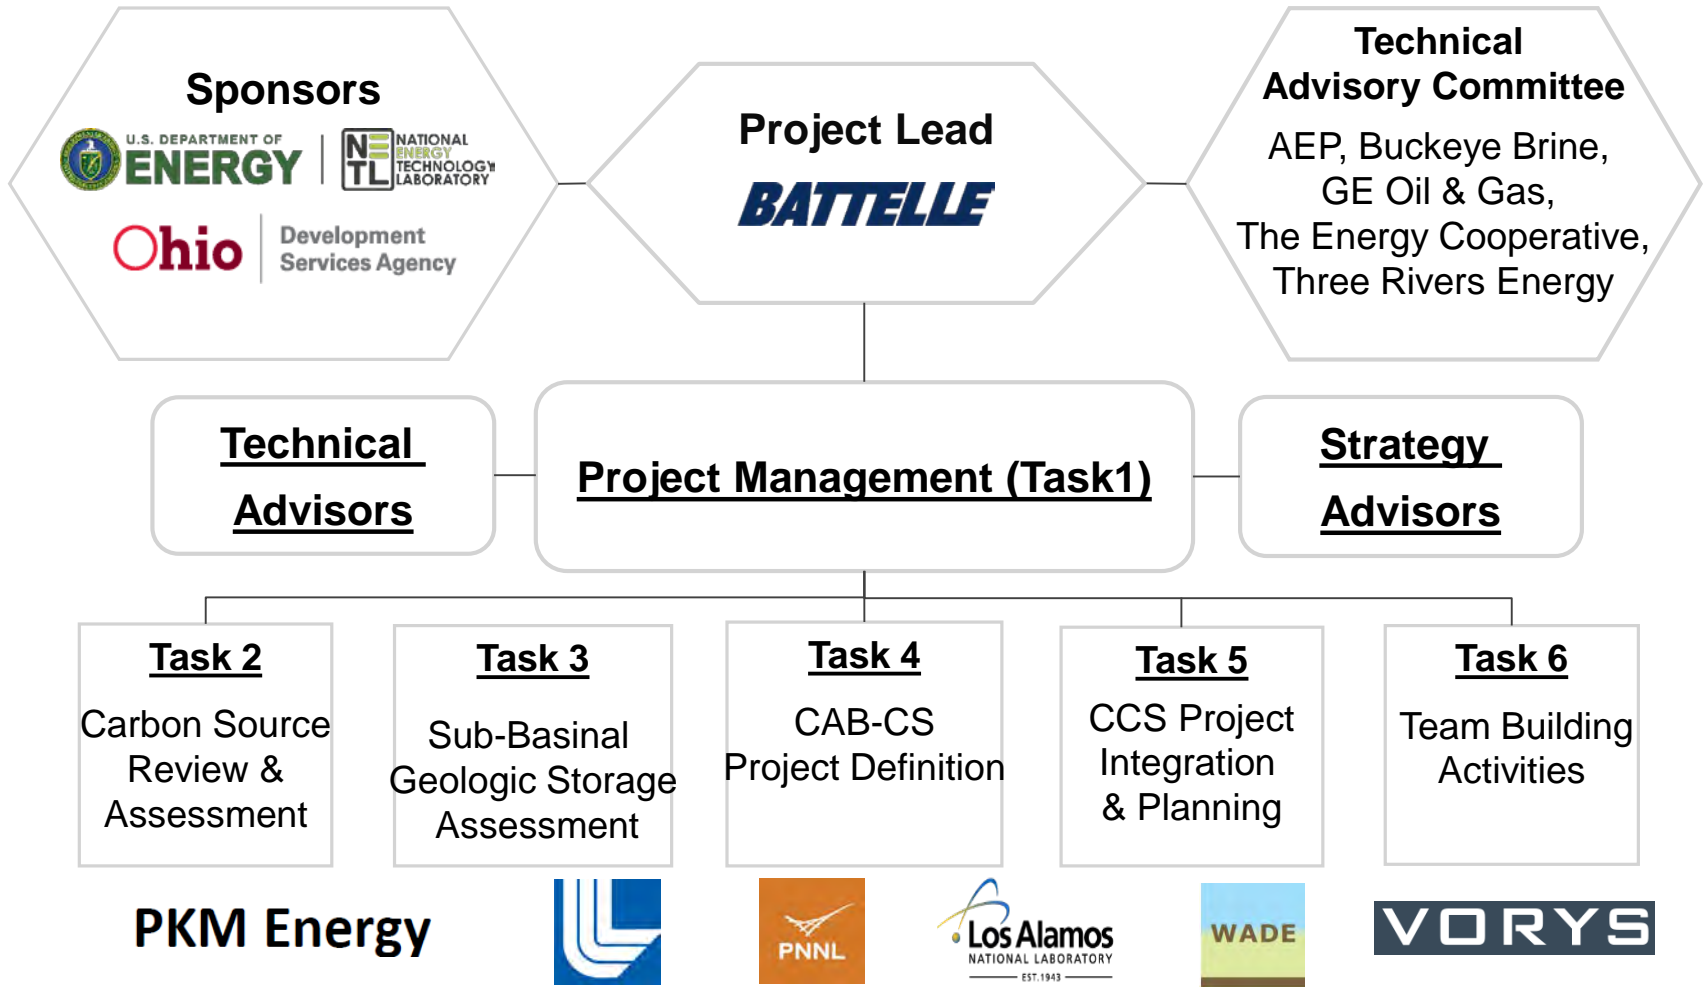 Sponsors
U.S. DEPARTMENT OF
ENERGY
NETL
NATIONAL
ENERGY
TECHNOLOGY
LABORATORY
Ohio
Development
Services Agency
Project Lead
BATTELLE
Technical
Advisory Committee
AEP, Buckeye Brine,
GE Oil & Gas,
The Energy Cooperative,
Three Rivers Energy
Technical
Advisors
Project Management (Task1)
Strategy
Advisors
Task 2
Carbon Source
Review &
Assessment
Task 3
Sub-Basinal
Geologic Storage
Assessment
Task 4
CAB-CS
Project Definition
Task 5
CCS Project
Integration
& Planning
Task 6
Team Building
Activities
PKM Energy
PNNL
Los Alamos
NATIONAL LABORATORY
EST. 1943
WADE
VORYS